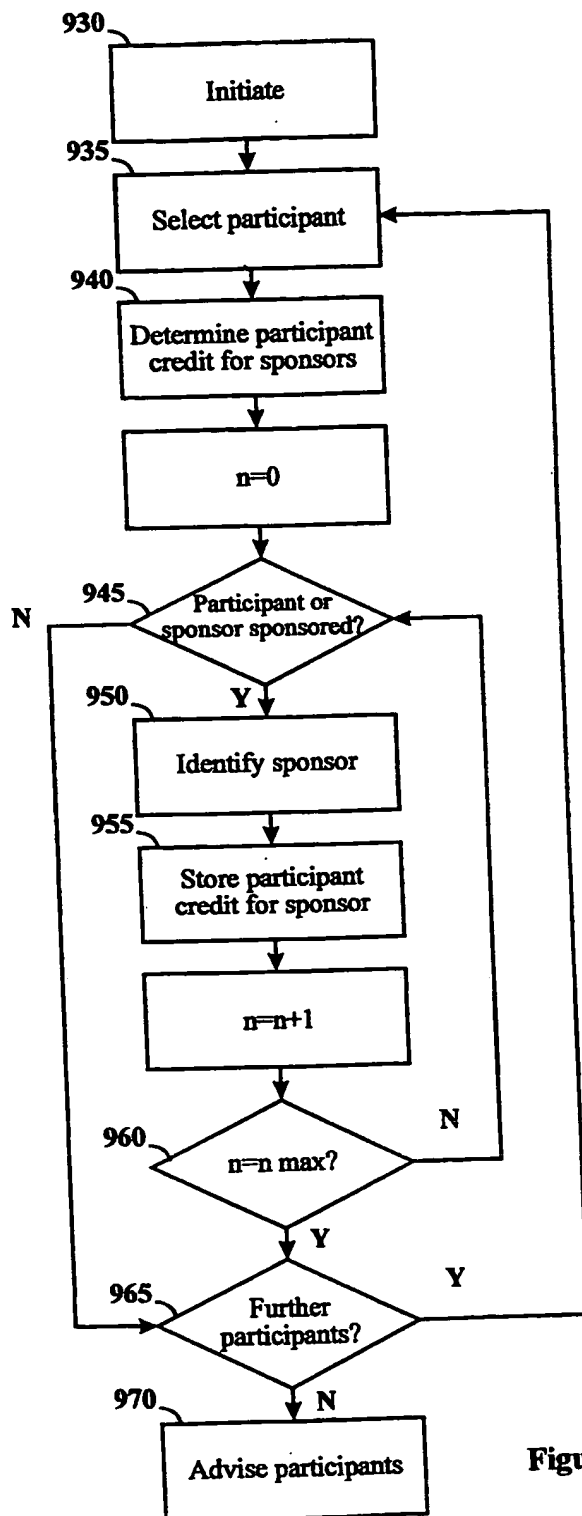 930
Initiate
935
Select participant
940
Determine participant
credit for sponsors
n=0
945
N
Participant or
sponsor sponsored?
Y
950
Identify sponsor
955
Store participant
credit for sponsor
n=n+1
960
N
n=n max?
Y
965
Y
Further
participants?
N
970
Advise participants
Figu